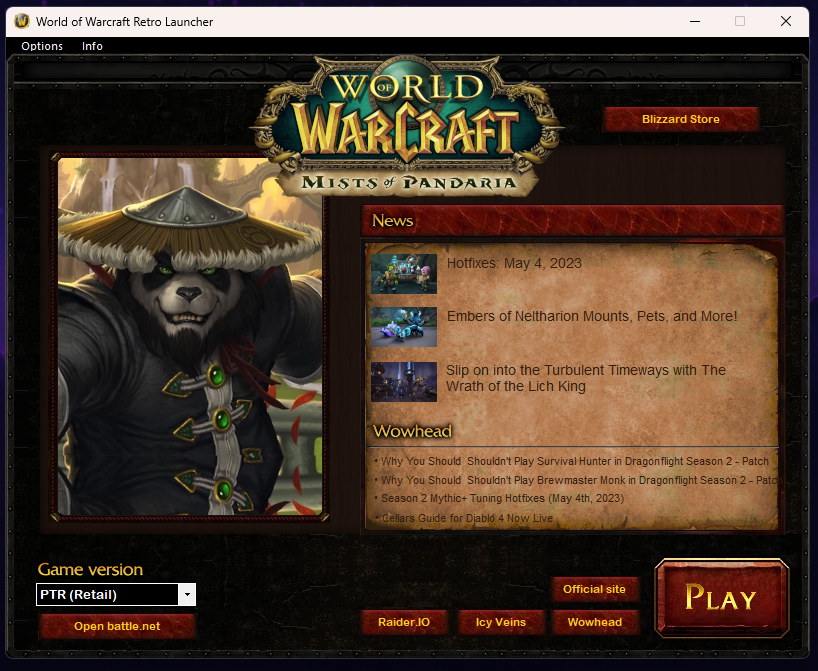 World of Warcraft Retro Launcher
Options Info
WORLD
OF
WARCRAFT
MISTS of PANDARIA
Blizzard Store
News
Hotfixes: May 4, 2023
Embers of Neltharion Mounts, Pets, and More!
Slip on into the Turbulent Timeways with The
Wrath of the Lich King
Wowhead
• Why You Should  Shouldn't Play Survival Hunter in Dragonflight Season 2 - Patch
• Why You Should  Shouldn't Play Brewmaster Monk in Dragonflight Season 2 - Patc
• Season 2 Mythic+ Tuning Hotfixes (May 4th, 2023)
• Cellars Guide for Diablo 4 Now Live
Game version
PTR (Retail)
Open battle.net
Official site
Raider.IO Icy Veins Wowhead
PLAY